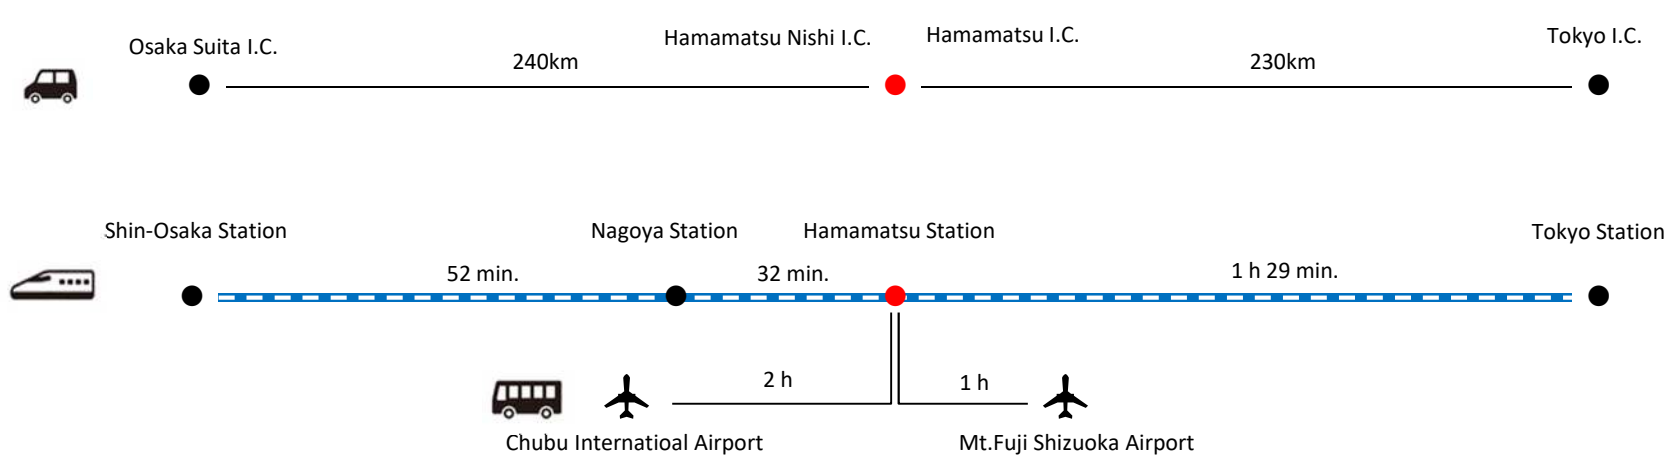 Osaka Suita I.C.
Hamamatsu Nishi I.C.
Hamamatsu I.C.
Tokyo I.C.
240km
230km
Shin-Osaka Station
Nagoya Station
Hamamatsu Station
Tokyo Station
52 min.
32 min.
1 h 29 min.
2 h
1 h
Chubu Internatioal Airport
Mt.Fuji Shizuoka Airport